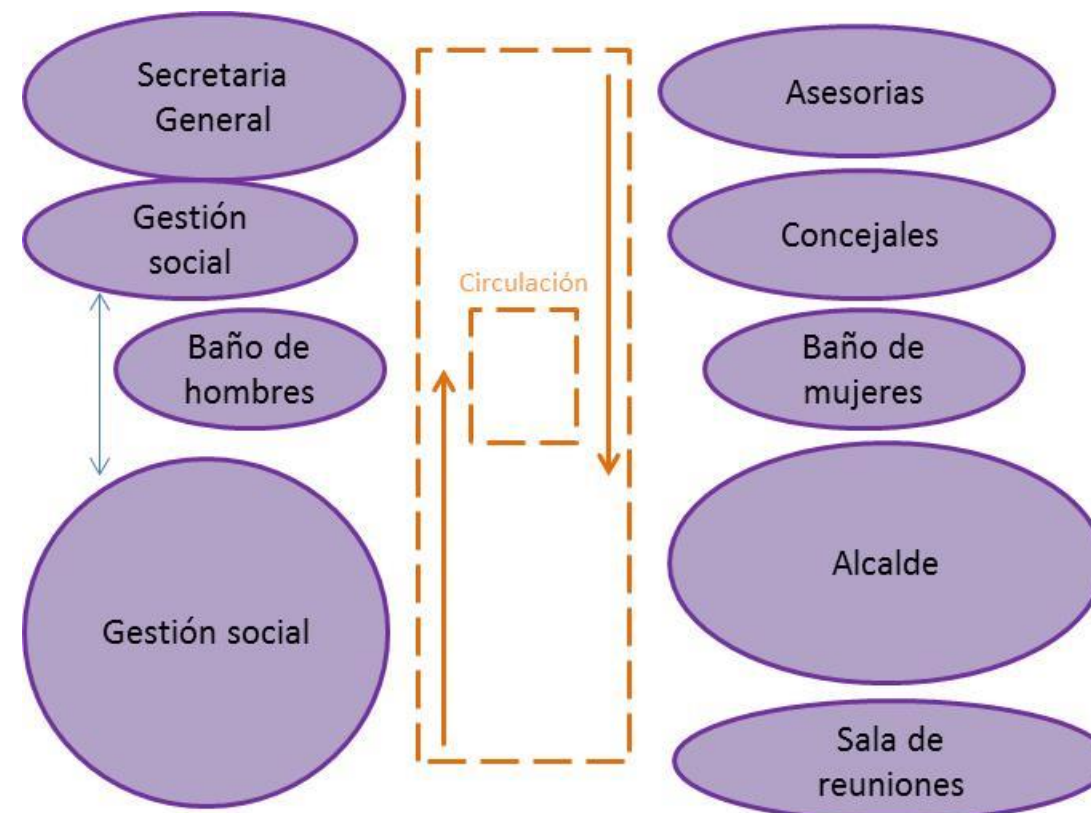 Secretaria
General
Gestión
social
Baño de
hombres
Gestión social
Circulación
Asesorias
Concejales
Baño de
mujeres
Alcalde
Sala de
reuniones